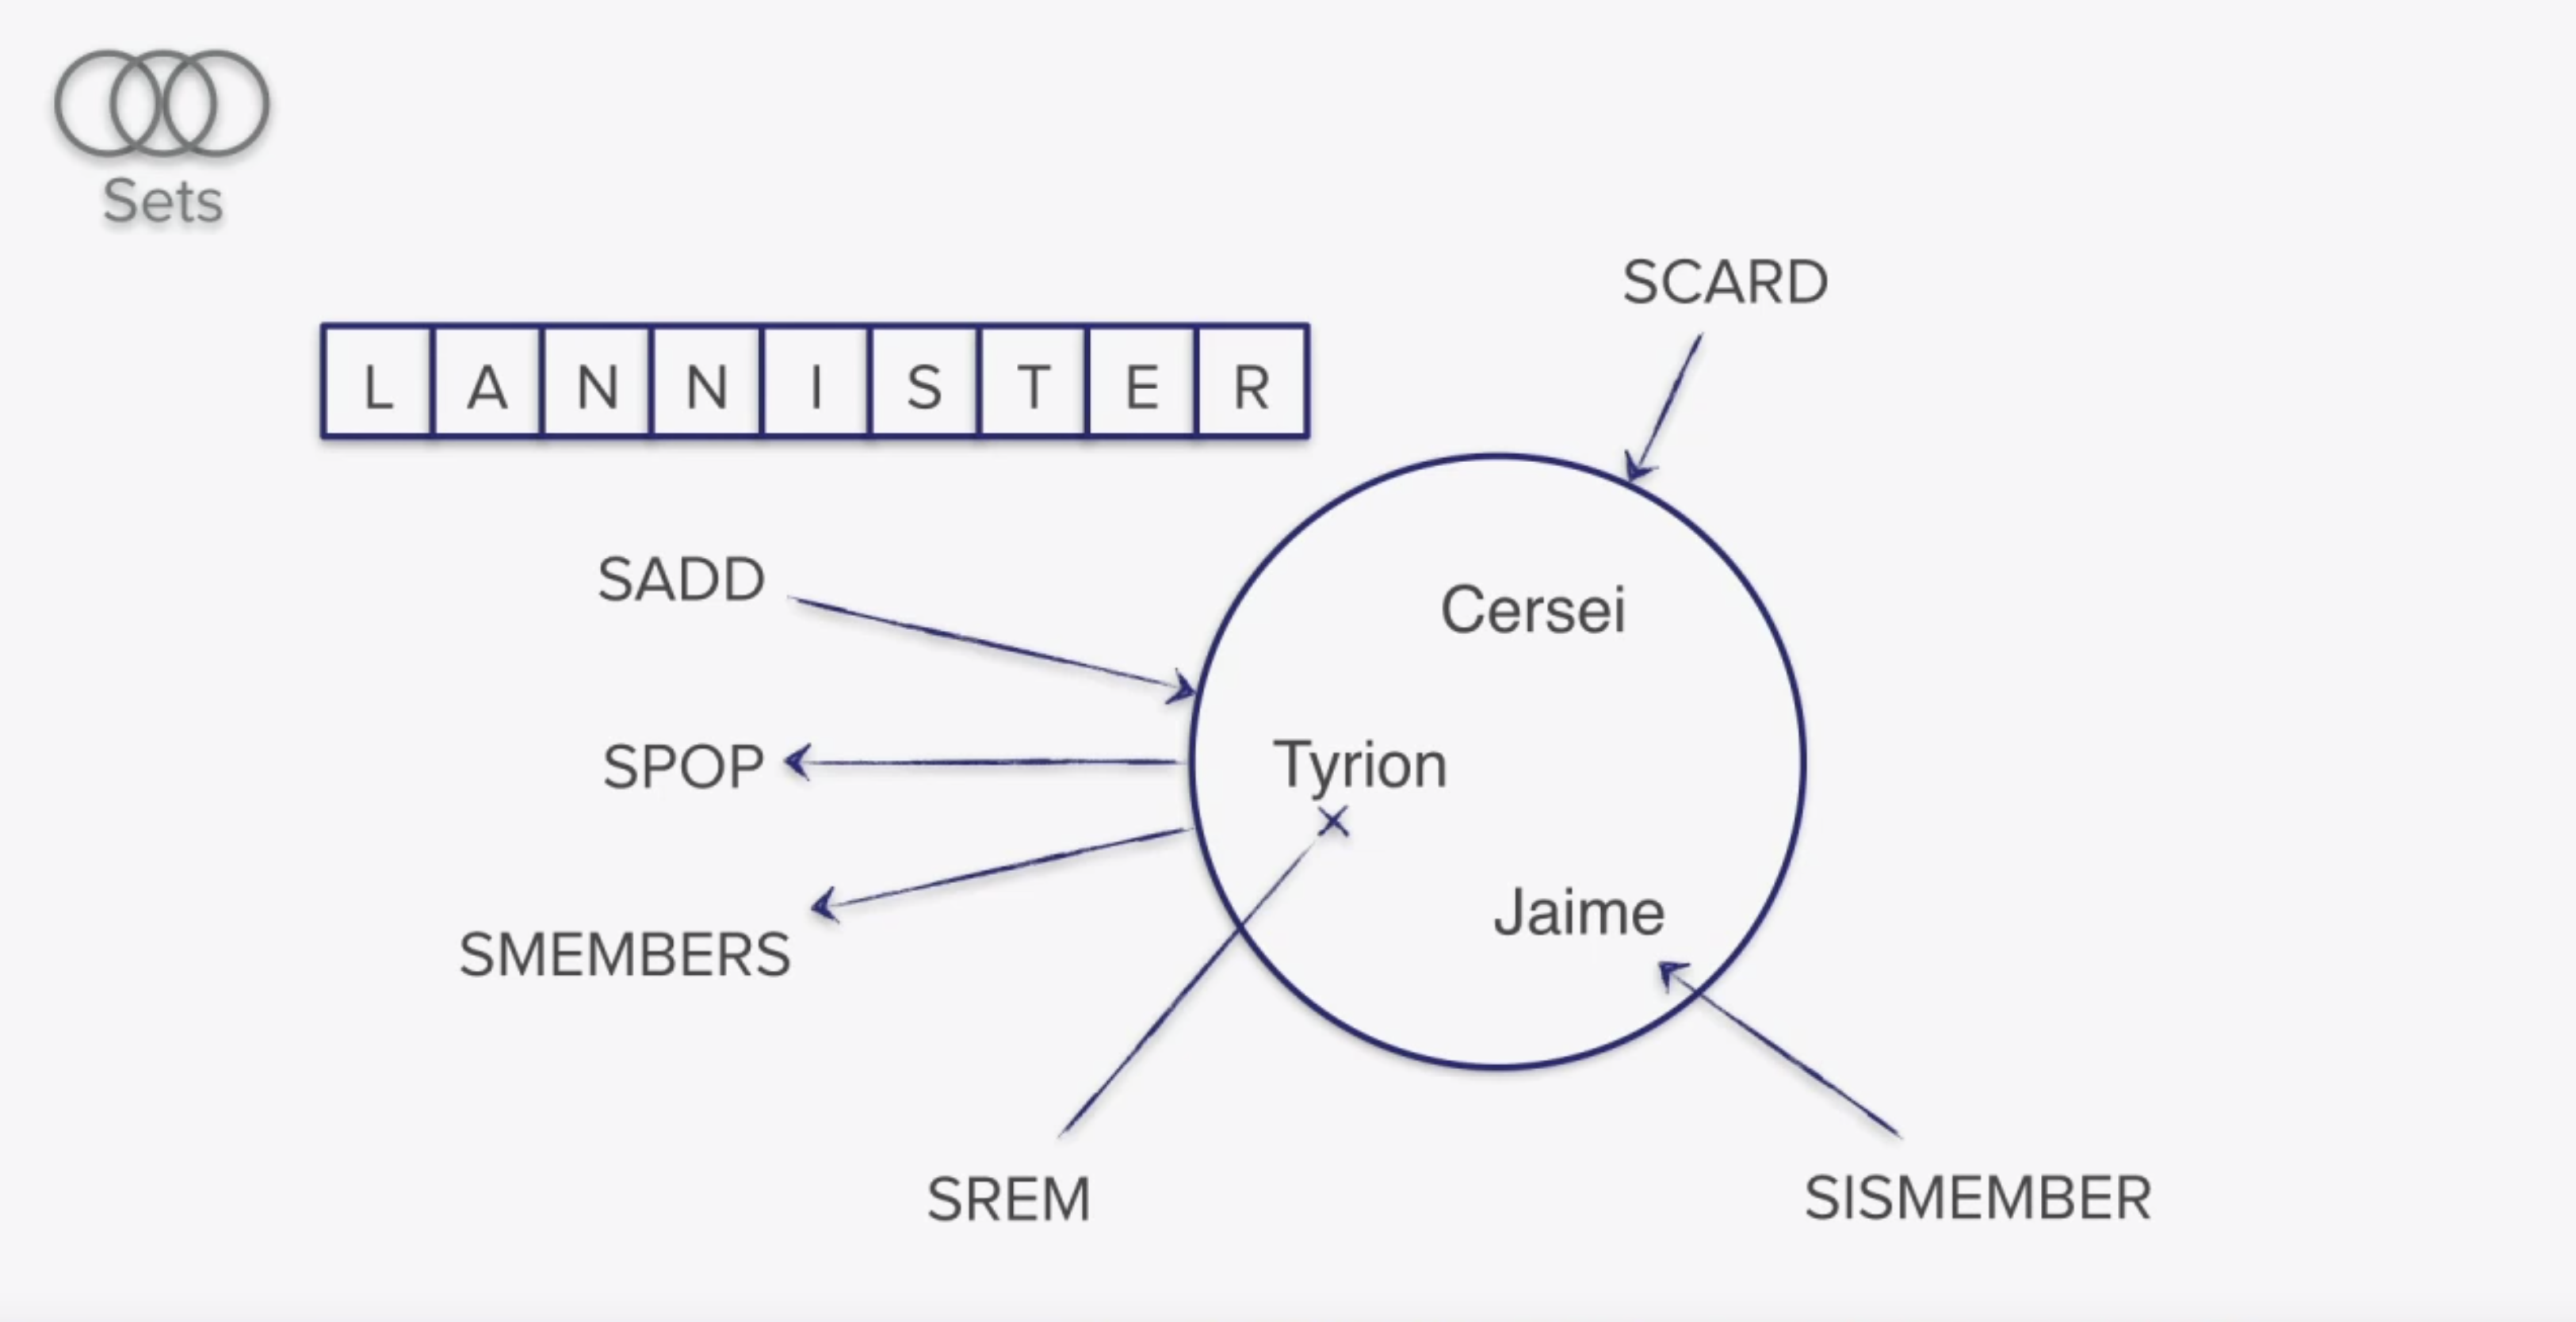 Sets
SCARD
L A N N I S T E R
SADD
Cersei
SPOP
Tyrion
Jaime
SMEMBERS
SREM
SISMEMBER